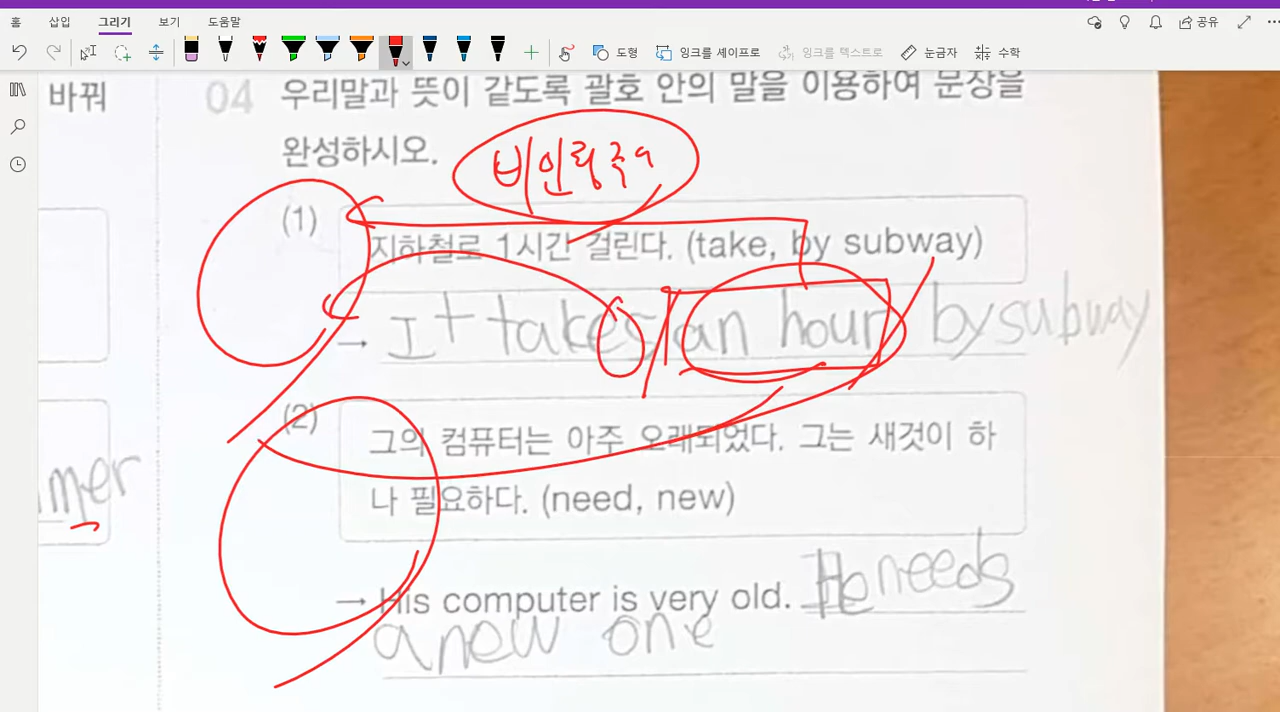 홈 삽입 그리기 보기 도움말 공유
도형 잉크를 셰이프로 잉크를 텍스트로 눈금자 수학
바꿔
04 우리말과 뜻이 같도록 괄호 안의 말을 이용하여 문장을
완성하시오.
비인칭주어
(1)
지하철로 1시간 걸린다. (take, by subway)
→ It takes an hour by subway
(2)
그의 컴퓨터는 아주 오래되었다. 그는 새것이 하
나 필요하다. (need, new)
mer
→ His computer is very old. He needs
a new one